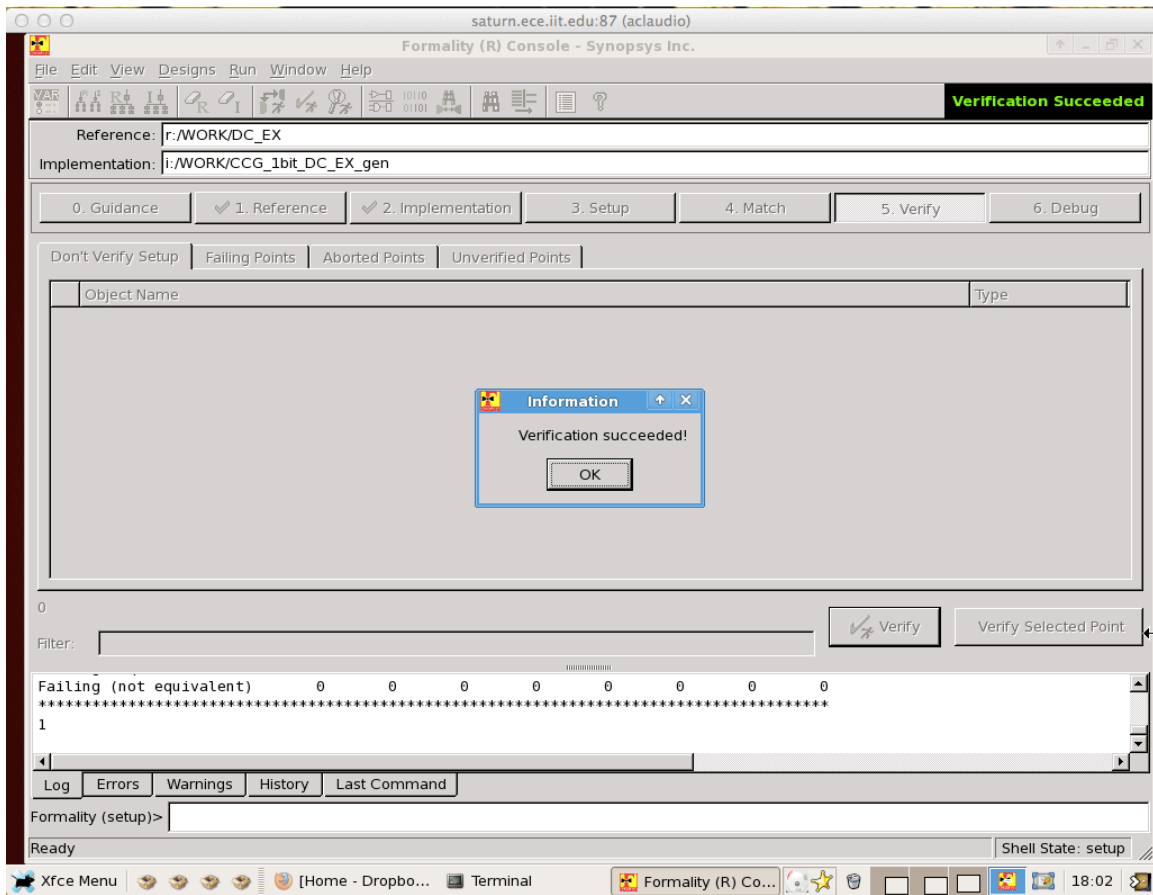 saturn.ece.iit.edu:87 (aclaudio)
Formality (R) Console - Synopsys Inc.
File Edit View Designs Run Window Help
Verification Succeeded
Reference: r:/WORK/DC_EX
Implementation: i:/WORK/CCG_1bit_DC_EX_gen
0. Guidance 1. Reference 2. Implementation 3. Setup 4. Match 5. Verify 6. Debug
Don't Verify Setup Failing Points Aborted Points Unverified Points
Object Name Type
Information
Verification succeeded!
OK
0
Verify Verify Selected Point
Filter:
Failing (not equivalent) 0 0 0 0 0 0 0 0
****************************************************************************************
1
Log Errors Warnings History Last Command
Formality (setup)>
Ready Shell State: setup
Xfce Menu [Home - Dropbo... Terminal Formality (R) Co... 18:02